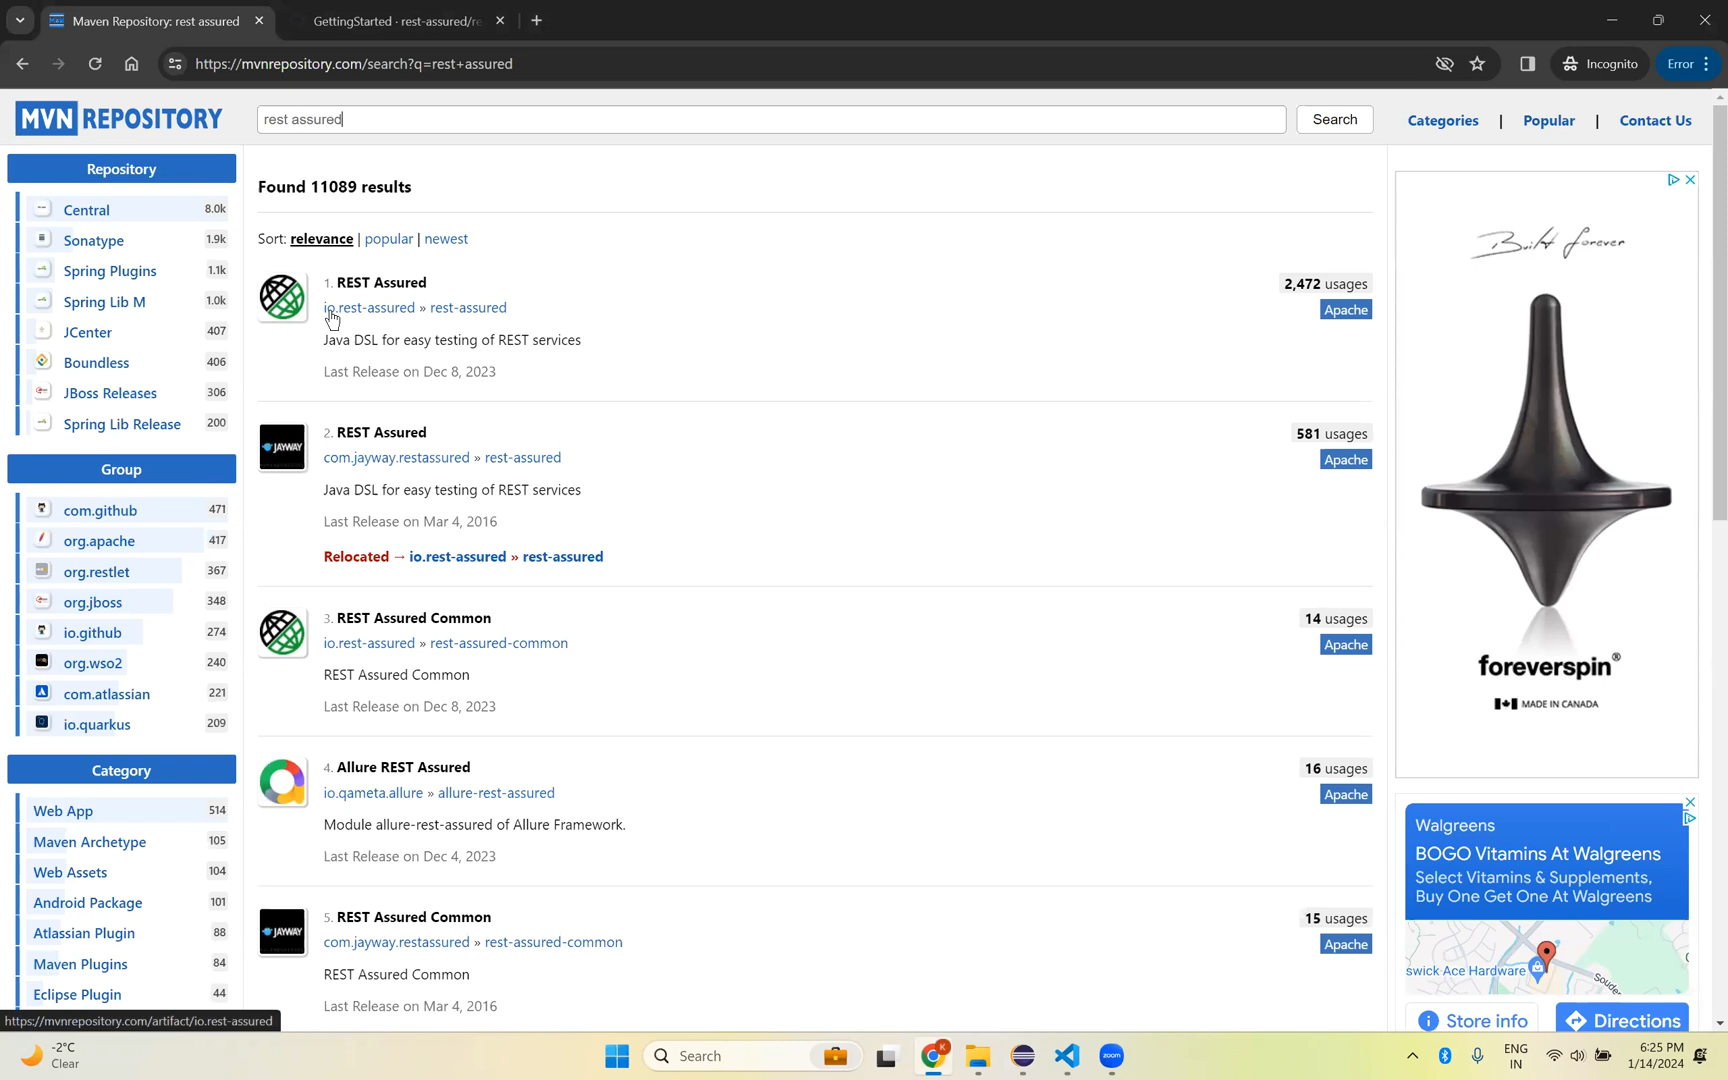 Maven Repository: rest assured
GettingStarted · rest-assured/re
https://mvnrepository.com/search?q=rest+assured
Incognito
Error
MVN REPOSITORY
rest assured
Search
Categories | Popular | Contact Us
Repository
Central 8.0k
Sonatype 1.9k
Spring Plugins 1.1k
Spring Lib M 1.0k
JCenter 407
Boundless 406
JBoss Releases 306
Spring Lib Release 200
Group
com.github 471
org.apache 417
org.restlet 367
org.jboss 348
io.github 274
org.wso2 240
com.atlassian 221
io.quarkus 209
Category
Web App 514
Maven Archetype 105
Web Assets 104
Android Package 101
Atlassian Plugin 88
Maven Plugins 84
Eclipse Plugin 44
https://mvnrepository.com/artifact/io.rest-assured
Found 11089 results
Sort: relevance | popular | newest
1. REST Assured
2,472 usages
io.rest-assured » rest-assured
Apache
Java DSL for easy testing of REST services
Last Release on Dec 8, 2023
JAYWAY
2. REST Assured
581 usages
com.jayway.restassured » rest-assured
Apache
Java DSL for easy testing of REST services
Last Release on Mar 4, 2016
Relocated → io.rest-assured » rest-assured
3. REST Assured Common
14 usages
io.rest-assured » rest-assured-common
Apache
REST Assured Common
Last Release on Dec 8, 2023
4. Allure REST Assured
16 usages
io.qameta.allure » allure-rest-assured
Apache
Module allure-rest-assured of Allure Framework.
Last Release on Dec 4, 2023
JAYWAY
5. REST Assured Common
15 usages
com.jayway.restassured » rest-assured-common
Apache
REST Assured Common
Last Release on Mar 4, 2016
Built forever
foreverspin®
MADE IN CANADA
Walgreens
BOGO Vitamins At Walgreens
Select Vitamins & Supplements,
Buy One Get One At Walgreens
swick Ace Hardware
Souder
Store info
Directions
-2°C
Clear
Search
K
zoom
ENG
IN
6:25 PM
1/14/2024